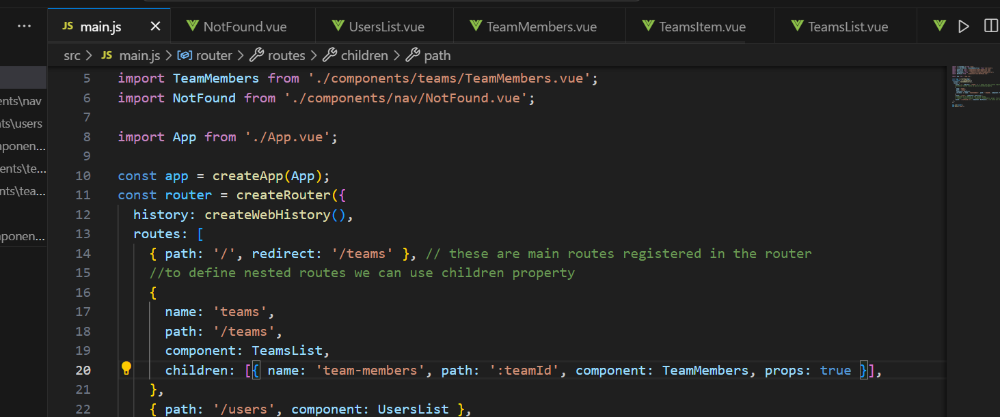 ... JS main.js × NotFound.vue UsersList.vue TeamMembers.vue TeamsItem.vue TeamsList.vue
src > JS main.js > router > routes > children > path
5 import TeamMembers from './components/teams/TeamMembers.vue';
6 import NotFound from './components/nav/NotFound.vue';
ents\nav
7
nts\users
8 import App from './App.vue';
nponen...
9
ents\te...
10 const app = createApp(App);
nts\tea...
11 const router = createRouter({
12 history: createWebHistory(),
nponen...
13 routes: [
14 { path: '/', redirect: '/teams' }, // these are main routes registered in the router
15 //to define nested routes we can use children property
16 {
17 name: 'teams',
18 path: '/teams',
19 component: TeamsList,
20 children: [{ name: 'team-members', path: ':teamId', component: TeamMembers, props: true }],
21 },
22 { path: '/users', component: UsersList },